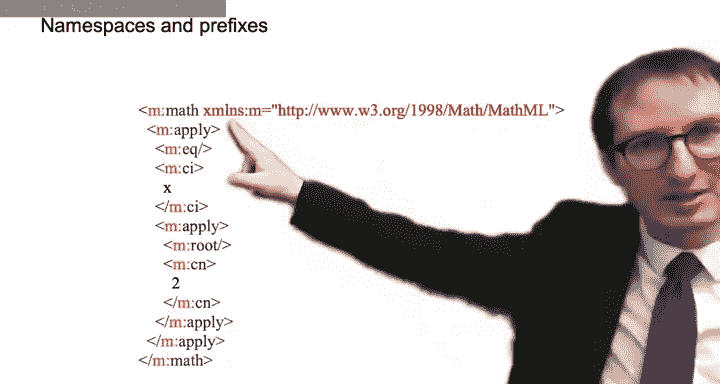 Namespaces and prefixes
<m:math xmlns:m="http://www.w3.org/1998/Math/MathML">
<m:apply>
<m:eq/>
<m:ci>
x
</m:ci>
<m:apply>
<m:root/>
<m:cn>
2
</m:cn>
</m:apply>
</m:apply>
</m:math>